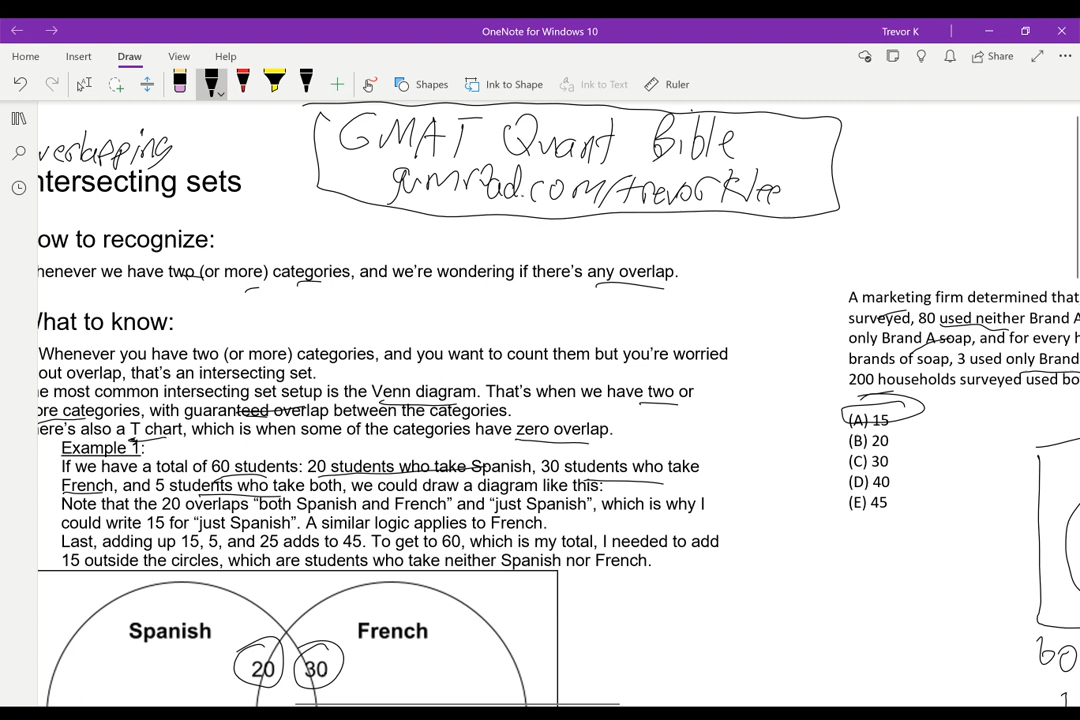 OneNote for Windows 10
Trevor K
Home Insert Draw View Help
Share
Shapes Ink to Shape Ink to Text Ruler
GMAT Quant Bible
gumroad.com/trevorklee
verlapping
ntersecting sets
ow to recognize:
henever we have two (or more) categories, and we're wondering if there's any overlap.
What to know:
Whenever you have two (or more) categories, and you want to count them but you're worried
out overlap, that's an intersecting set.
e most common intersecting set setup is the Venn diagram. That's when we have two or
ore categories, with guaranteed overlap between the categories.
ere's also a T chart, which is when some of the categories have zero overlap.
Example 1:
If we have a total of 60 students: 20 students who take Spanish, 30 students who take
French, and 5 students who take both, we could draw a diagram like this:
Note that the 20 overlaps “both Spanish and French” and “just Spanish”, which is why I
could write 15 for “just Spanish”. A similar logic applies to French.
Last, adding up 15, 5, and 25 adds to 45. To get to 60, which is my total, I needed to add
15 outside the circles, which are students who take neither Spanish nor French.
Spanish French
20 30
A marketing firm determined that
surveyed, 80 used neither Brand A
only Brand A soap, and for every h
brands of soap, 3 used only Brand
200 households surveyed used bo
(A) 15
(B) 20
(C) 30
(D) 40
(E) 45
60